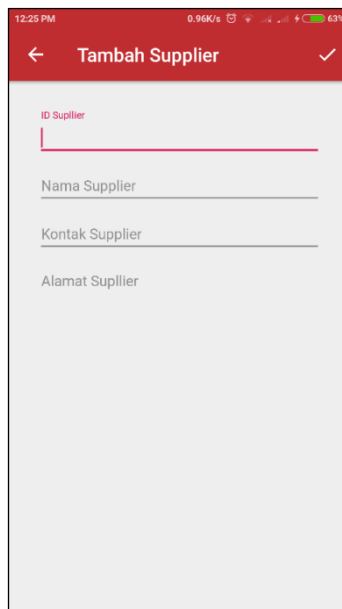 12:25 PM 0.96K/s 63%
Tambah Supplier
ID Supllier
Nama Supplier
Kontak Supplier
Alamat Supllier